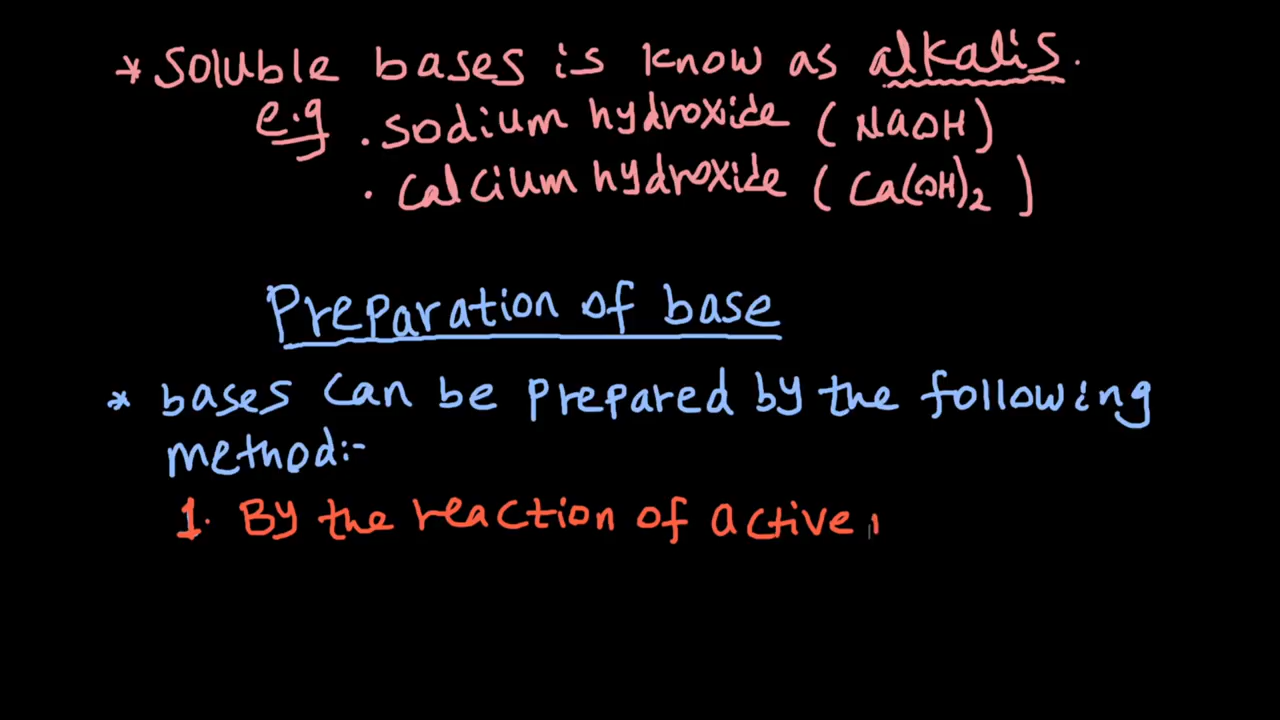 * Soluble bases is know as alkalis.
e.g . sodium hydroxide (NaOH)
. calcium hydroxide (Ca(OH)₂)
Preparation of base
* bases can be prepared by the following
method:-
1. By the reaction of active